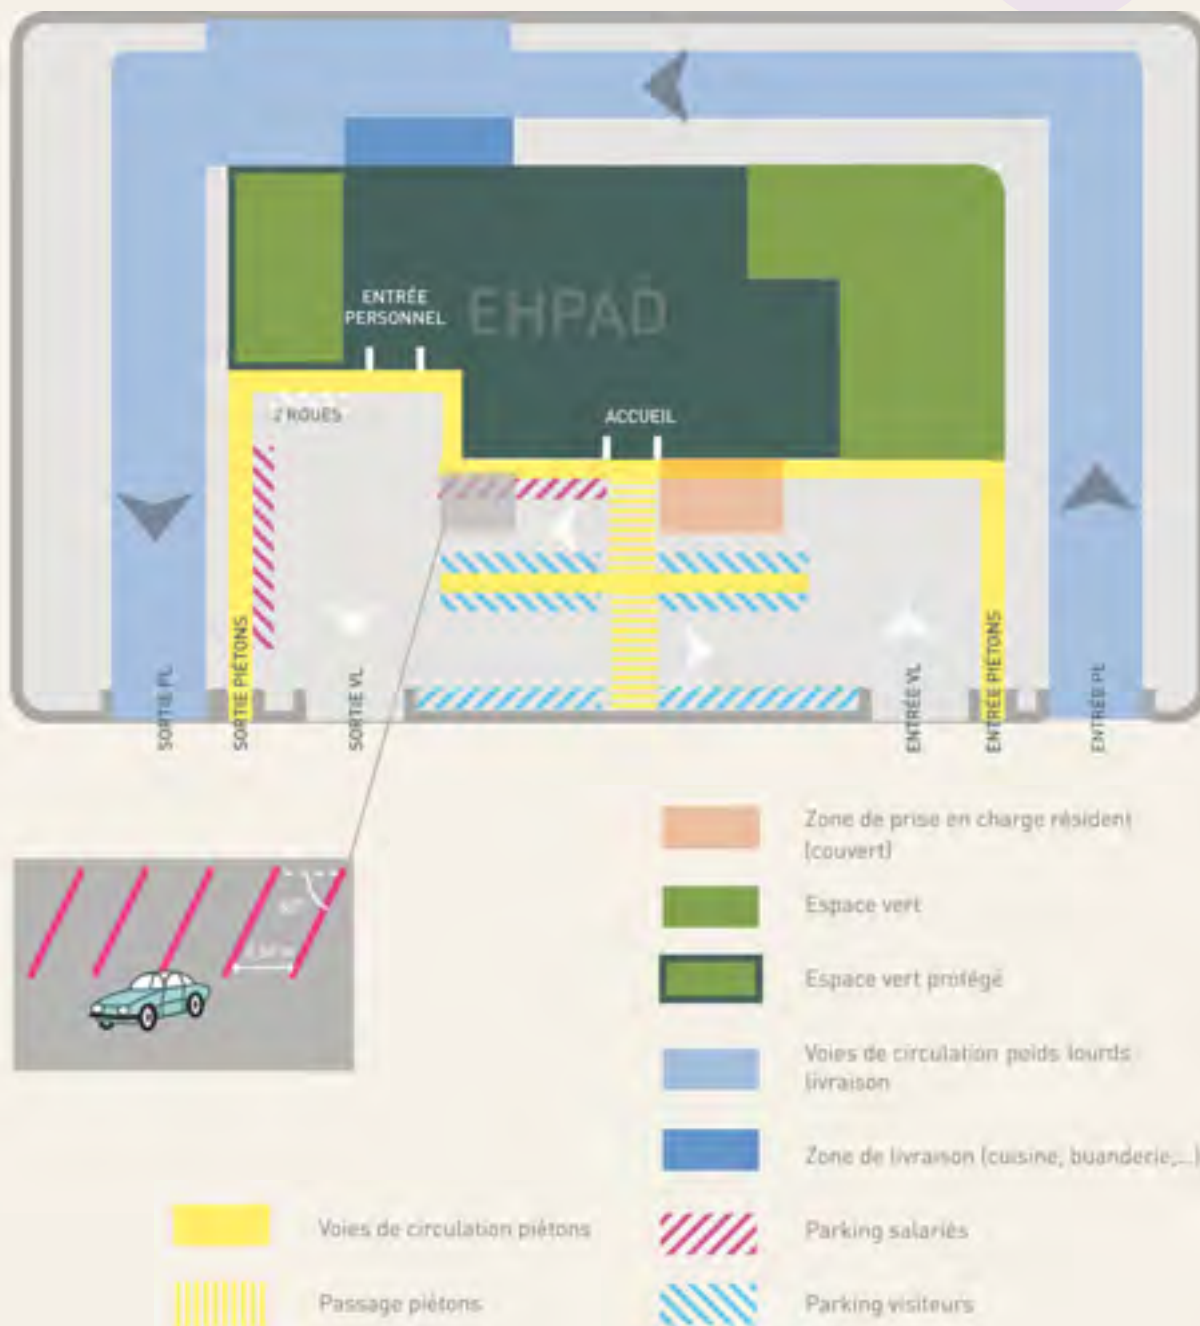 ENTRÉE
PERSONNEL
EHPAD
2 ROUES
ACCUEIL
SORTIE PL
SORTIE PIÉTONS
SORTIE VL
ENTRÉE VL
ENTRÉE PIÉTONS
ENTRÉE PL
Zone de prise en charge résident
(couvert)
Espace vert
Espace vert protégé
Voies de circulation poids lourds
livraison
Zone de livraison (cuisine, buanderie,...)
Voies de circulation piétons
Parking salariés
Passage piétons
Parking visiteurs